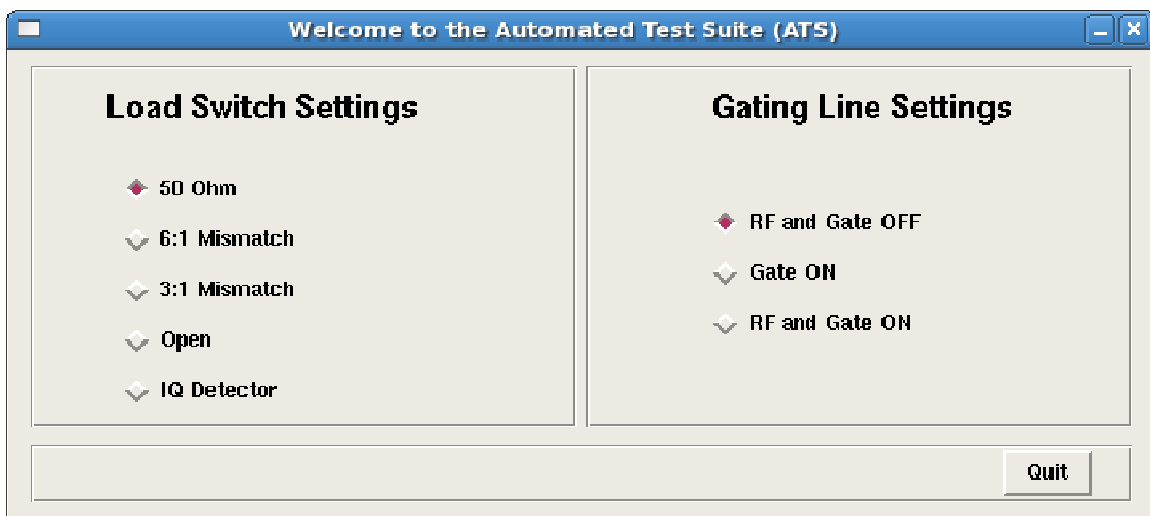 Welcome to the Automated Test Suite (ATS)
Load Switch Settings
50 Ohm
6:1 Mismatch
3:1 Mismatch
Open
IQ Detector
Gating Line Settings
RF and Gate OFF
Gate ON
RF and Gate ON
Quit